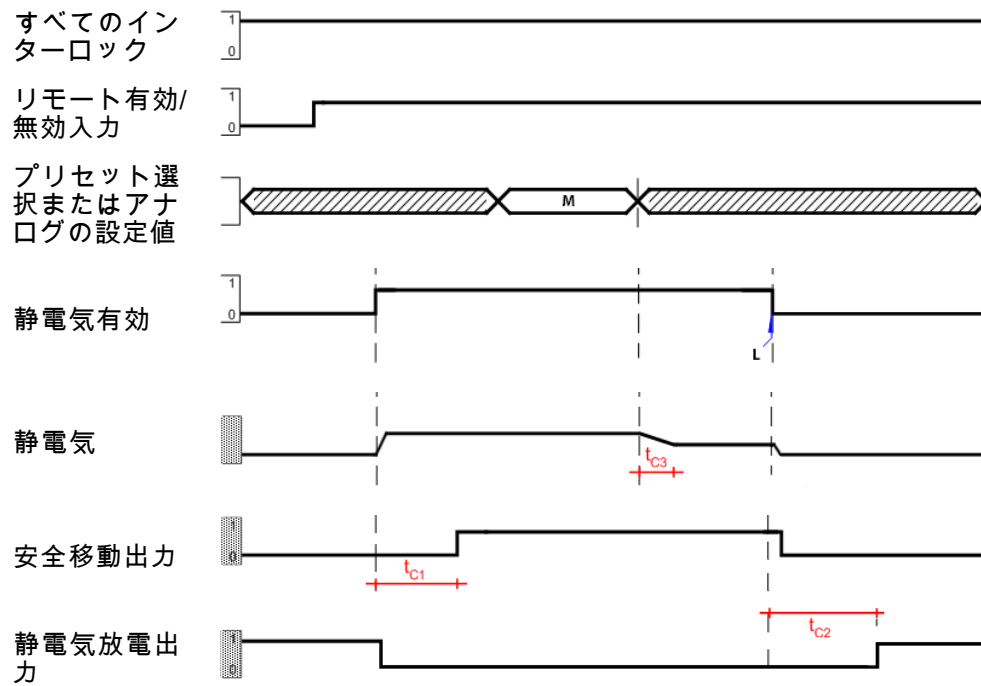 すべてのイン
ターロック
1
0
リモート有効/
無効入力
1
0
プリセット選
択またはアナ
ログの設定値
M
静電気有効
1
0
L
静電気
tC3
安全移動出力
1
0
tC1
静電気放電出
力
1
0
tC2